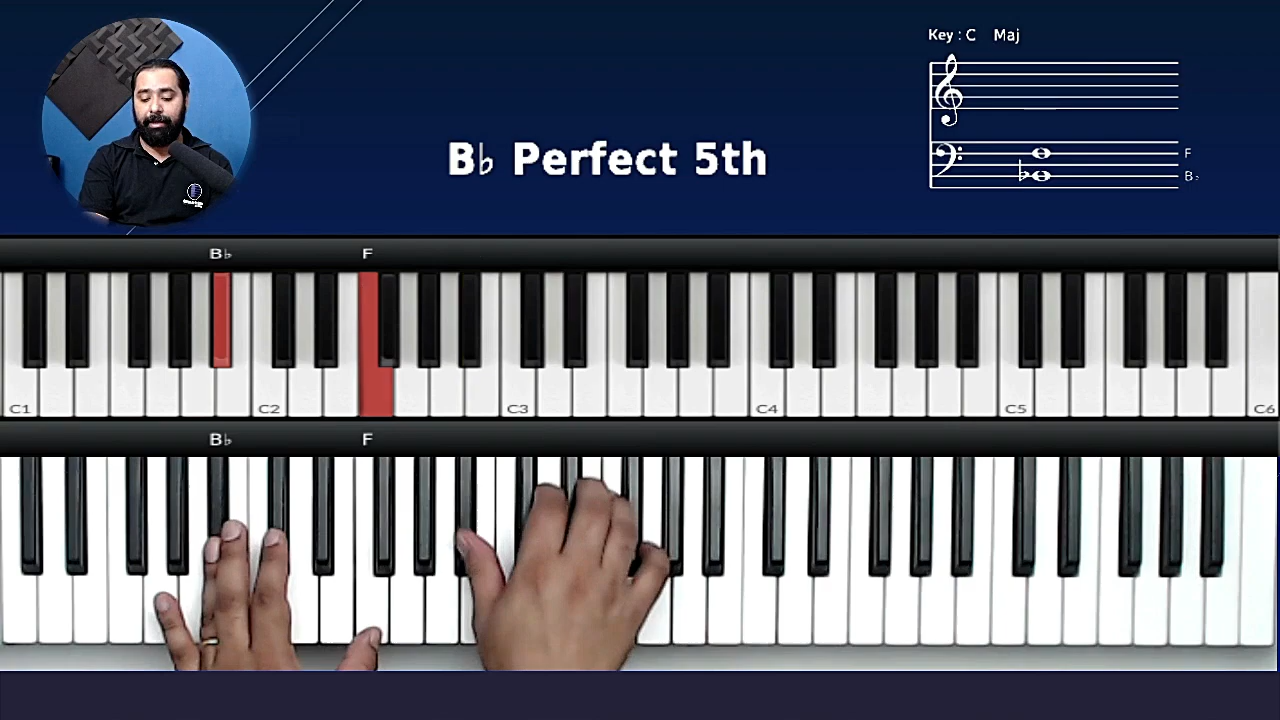 Key : C Maj
B♭ Perfect 5th
F
B♭
B♭ F
C1 C2 C3 C4 C5 C6
B♭ F